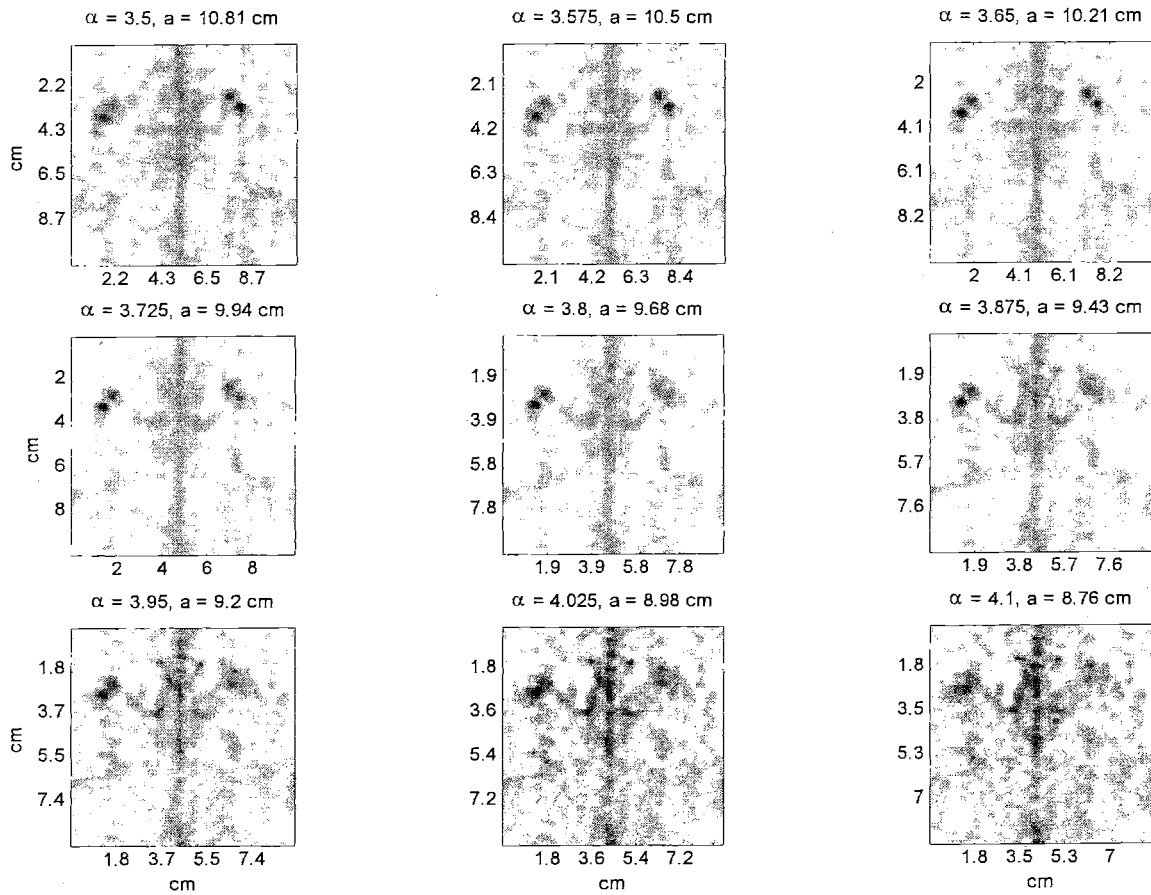 α = 3.5, a = 10.81 cm
α = 3.575, a = 10.5 cm
α = 3.65, a = 10.21 cm
2.2
4.3
6.5
8.7
cm
2.2 4.3 6.5 8.7
2.1
4.2
6.3
8.4
2.1 4.2 6.3 8.4
2
4.1
6.1
8.2
2 4.1 6.1 8.2
α = 3.725, a = 9.94 cm
α = 3.8, a = 9.68 cm
α = 3.875, a = 9.43 cm
2
4
6
8
cm
2 4 6 8
1.9
3.9
5.8
7.8
1.9 3.9 5.8 7.8
1.9
3.8
5.7
7.6
1.9 3.8 5.7 7.6
α = 3.95, a = 9.2 cm
α = 4.025, a = 8.98 cm
α = 4.1, a = 8.76 cm
1.8
3.7
5.5
7.4
cm
1.8 3.7 5.5 7.4
cm
1.8
3.6
5.4
7.2
1.8 3.6 5.4 7.2
cm
1.8
3.5
5.3
7
1.8 3.5 5.3 7
cm